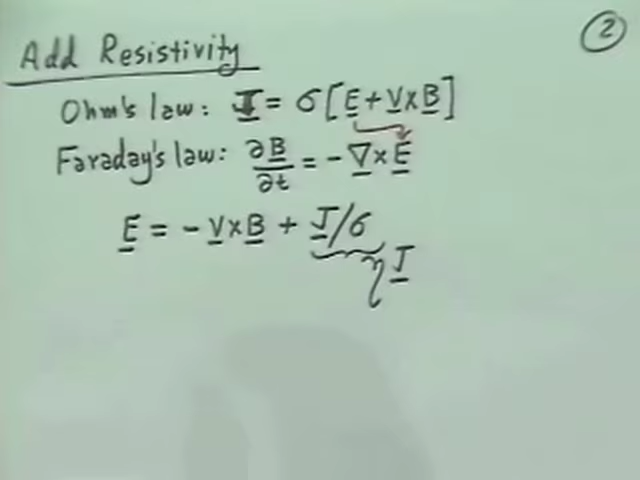 ②
Add Resistivity
Ohm's law: J = σ[E + V×B]
Faraday's law: ∂B/∂t = - ∇×E
E = - V×B + J/σ
ηJ